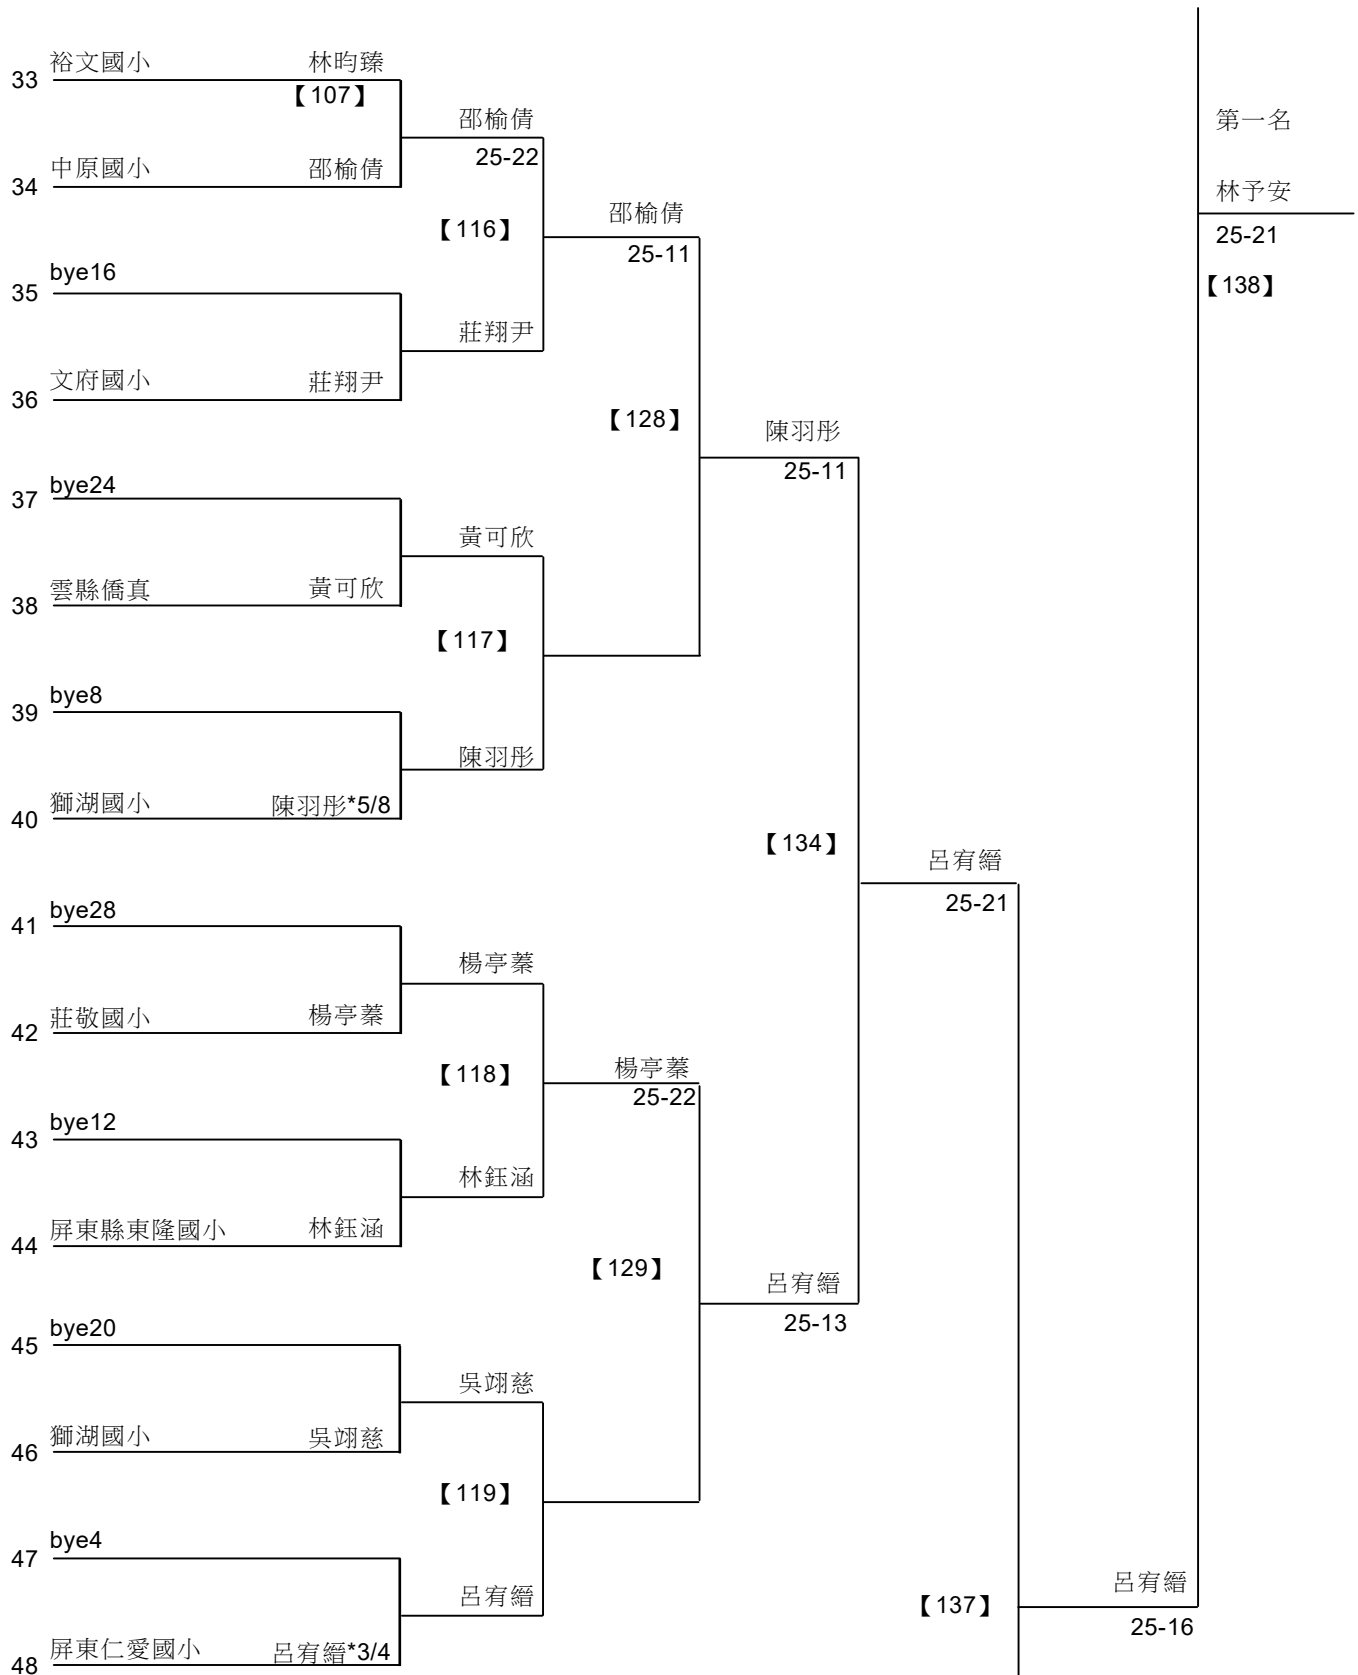 33 裕文國小 林昀臻
【107】
邵榆倩
25-22
第一名
34 中原國小 邵榆倩
林予安
【116】
邵榆倩
25-11
25-21
【138】
35 bye16
莊翔尹
36 文府國小 莊翔尹
【128】
陳羽彤
25-11
37 bye24
黃可欣
38 雲縣僑真 黃可欣
【117】
39 bye8
陳羽彤
40 獅湖國小 陳羽彤*5/8
【134】
呂宥縉
25-21
41 bye28
楊亭蓁
42 莊敬國小 楊亭蓁
【118】
楊亭蓁
25-22
43 bye12
林鈺涵
44 屏東縣東隆國小 林鈺涵
【129】
呂宥縉
25-13
45 bye20
吳翊慈
46 獅湖國小 吳翊慈
【119】
47 bye4
呂宥縉
【137】
呂宥縉
25-16
48 屏東仁愛國小 呂宥縉*3/4